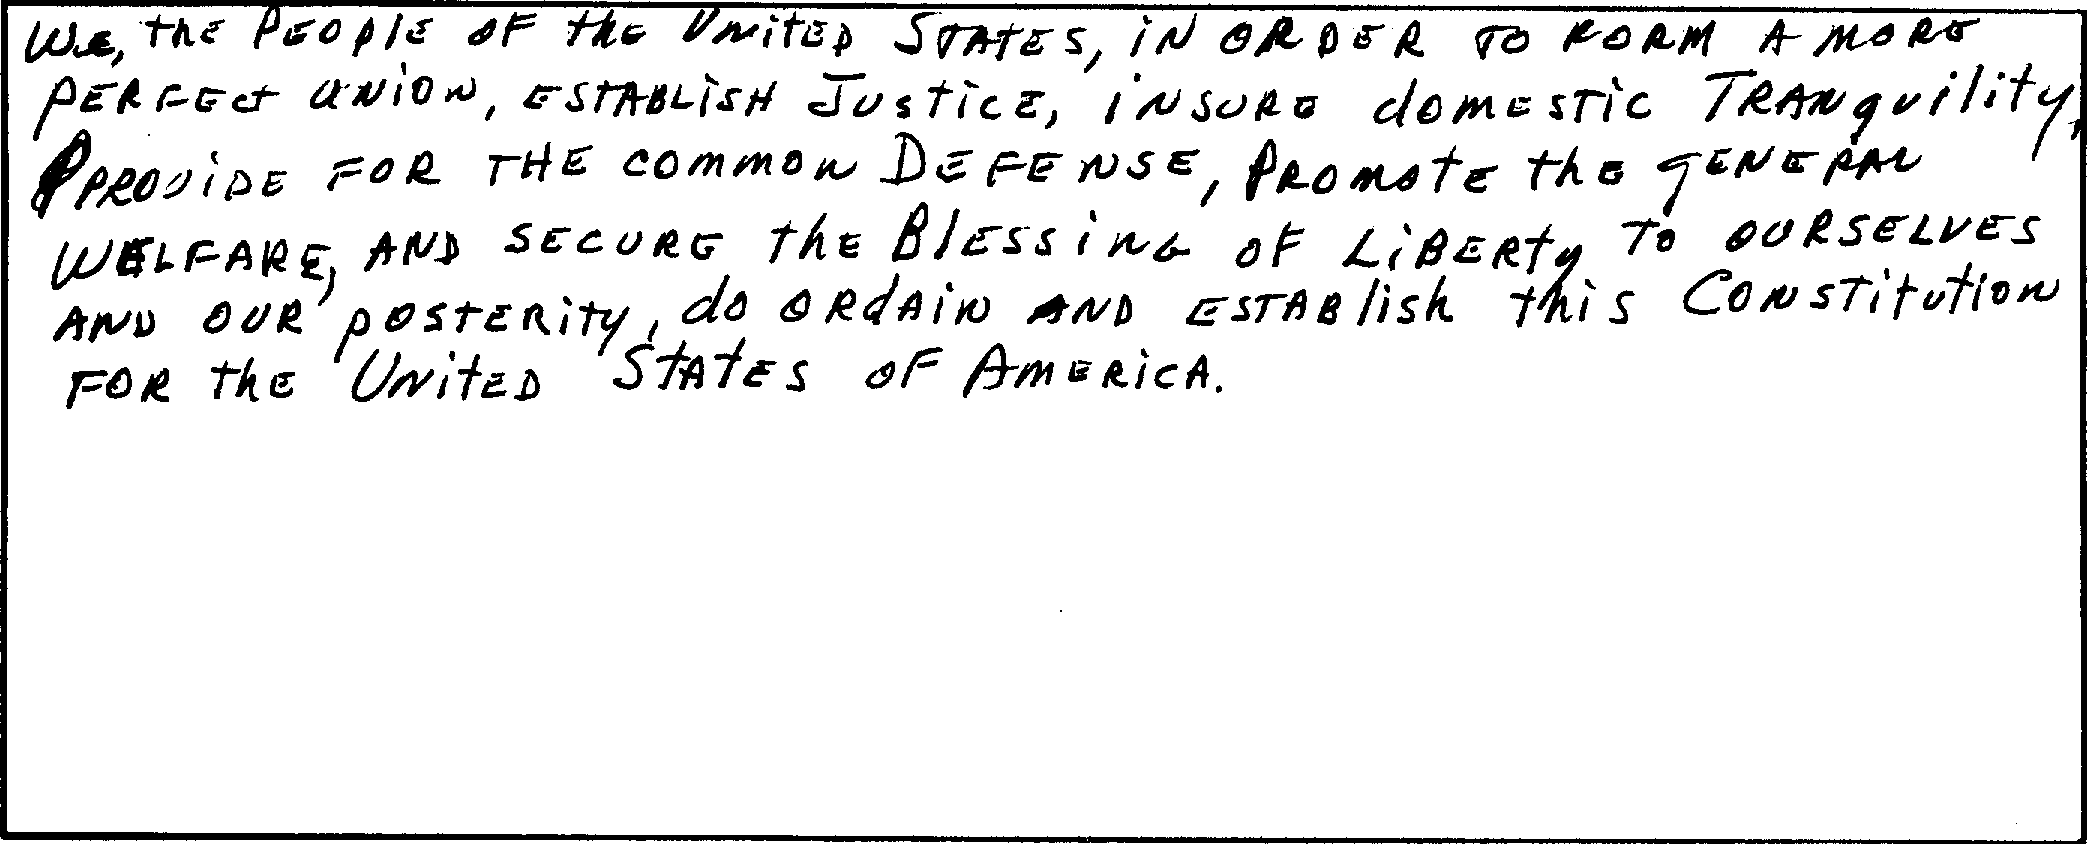 We, the People of the United States, in order to form a more
perfect union, establish Justice, insure domestic Tranquility,
Pprovide for the common Defense, Promote the general
welfare, and secure the Blessing of Liberty to ourselves
and our posterity, do ordain and establish this Constitution
for the United States of America.